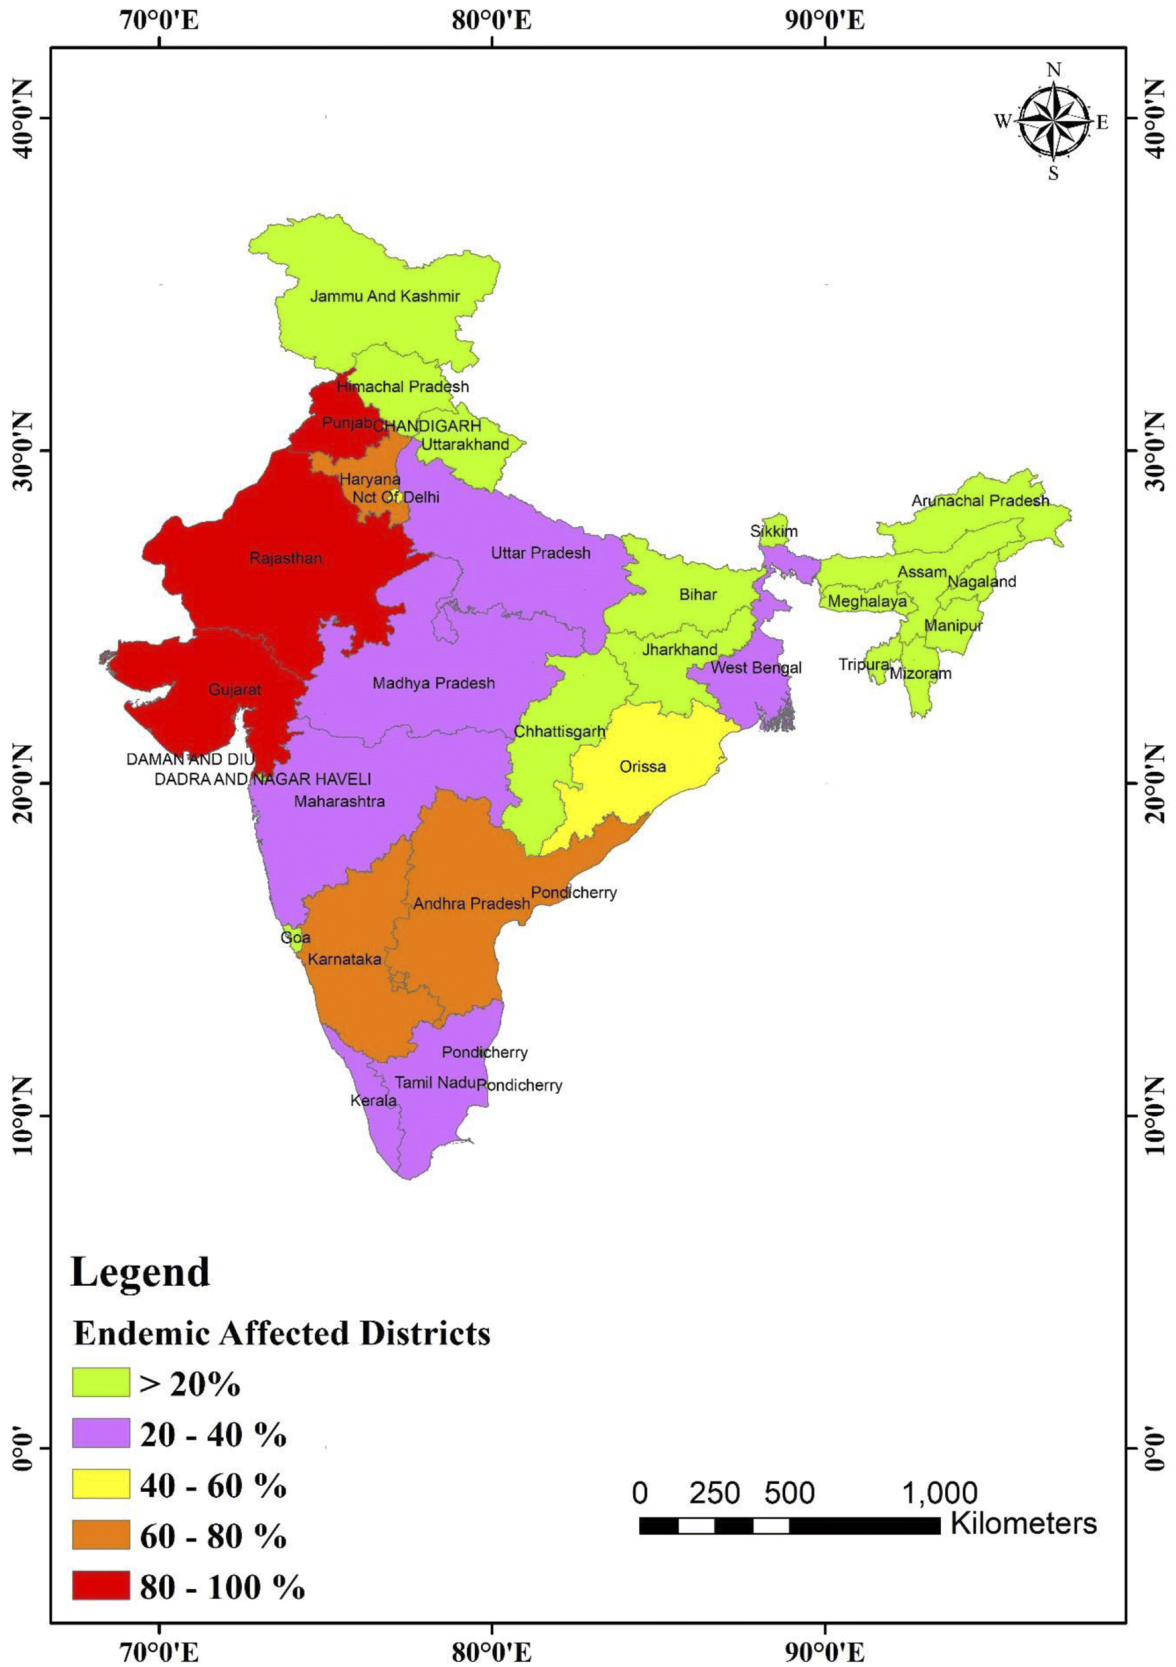 70°0'E 80°0'E 90°0'E
N
W E
S
40°0'N 40°0'N
Jammu And Kashmir
Himachal Pradesh
Punjab CHANDIGARH
Uttarakhand
30°0'N 30°0'N
Haryana
Nct Of Delhi
Arunachal Pradesh
Sikkim
Uttar Pradesh
Rajasthan
Assam
Nagaland
Bihar
Meghalaya
Manipur
Jharkhand
Tripura
West Bengal
Mizoram
Madhya Pradesh
Gujarat
Chhattisgarh
DAMAN AND DIU
Orissa
DADRA AND NAGAR HAVELI
20°0'N 20°0'N
Maharashtra
Pondicherry
Andhra Pradesh
Goa
Karnataka
Pondicherry
Tamil Nadu Pondicherry
Kerala
10°0'N 10°0'N
Legend
Endemic Affected Districts
> 20%
20 - 40 %
0°0' 0°0'
40 - 60 %
60 - 80 %
80 - 100 %
0 250 500 1,000
Kilometers
70°0'E 80°0'E 90°0'E